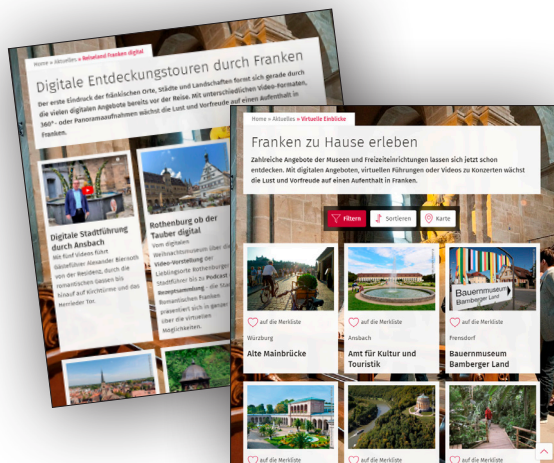 Home » Aktuelles » Reiseland Franken digital
Digitale Entdeckungstouren durch Franken
Der erste Eindruck der fränkischen Orte, Städte und Landschaften formt sich gerade durch
die vielen digitalen Angebote bereits vor der Reise. Mit unterschiedlichen Video-Formaten,
360°- oder Panoramaaufnahmen wächst die Lust und Vorfreude auf einen Aufenthalt in
Franken.
Digitale Stadtführung
durch Ansbach
Mit fünf Videos führt
Gästeführer Alexander Biernoth
von der Residenz, durch die
romantischen Gassen bis
hinauf auf Kirchtürme und das
Herrieder Tor.
Rothenburg ob der
Tauber digital
Vom digitalen
Weihnachtsmuseum über die
Video-Vorstellung der
Lieblingsorte Rothenburger
Stadtführer bis zu Podcast
Rezeptsammlung - die
Romantischen Franken
präsentiert sich in ganzer
über die virtuellen
Möglichkeiten.
Home » Aktuelles » Virtuelle Einblicke
Franken zu Hause erleben
Zahlreiche Angebote der Museen und Freizeiteinrichtungen lassen sich jetzt schon
entdecken. Mit digitalen Angeboten, virtuellen Führungen oder Videos zu Konzerten wächst
die Lust und Vorfreude auf einen Aufenthalt in Franken.
Filtern
Sortieren
Karte
Bauernmuseum
Bamberger Land
auf die Merkliste
auf die Merkliste
auf die Merkliste
Würzburg
Ansbach
Frensdorf
Alte Mainbrücke
Amt für Kultur und
Touristik
Bauernmuseum
Bamberger Land
auf die Merkliste
auf die Merkliste
auf die Merkliste